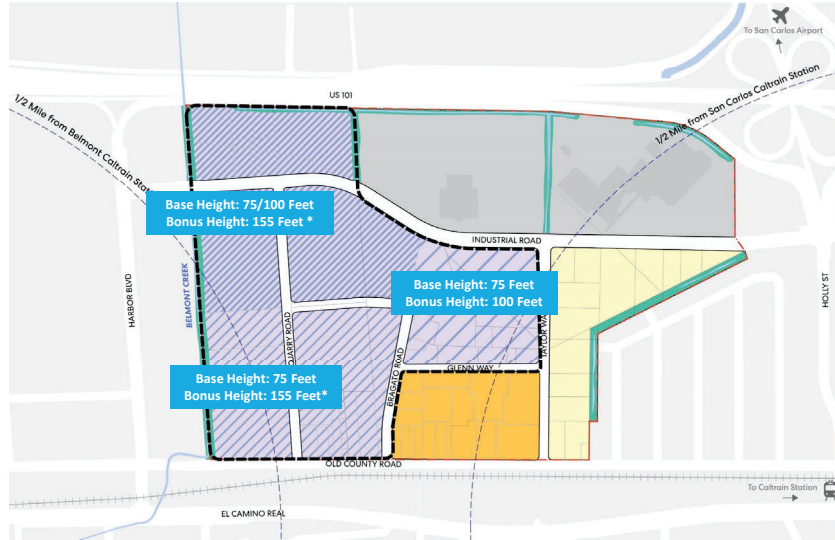 To San Carlos Airport
US 101
1/2 Mile from Belmont Caltrain Stati
1/2 Mile from San Carlos Caltrain Station
Base Height: 75/100 Feet
Bonus Height: 155 Feet *
INDUSTRIAL ROAD
HARBOR BLVD
BELMONT CREEK
Base Height: 75 Feet
Bonus Height: 100 Feet
HOLLY ST
QUARRY ROAD
BRAGATO ROAD
TAYLOR WA
GLENN WAY
Base Height: 75 Feet
Bonus Height: 155 Feet*
OLD COUNTY ROAD
To Caltrain Station
EL CAMINO REAL